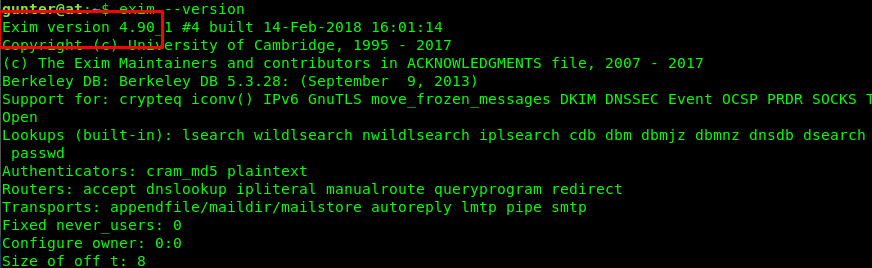 gunter@at:~$ exim --version
Exim version 4.90_1 #4 built 14-Feb-2018 16:01:14
Copyright (c) University of Cambridge, 1995 - 2017
(c) The Exim Maintainers and contributors in ACKNOWLEDGMENTS file, 2007 - 2017
Berkeley DB: Berkeley DB 5.3.28: (September  9, 2013)
Support for: crypteq iconv() IPv6 GnuTLS move_frozen_messages DKIM DNSSEC Event OCSP PRDR SOCKS T
Open
Lookups (built-in): lsearch wildlsearch nwildlsearch iplsearch cdb dbm dbmjz dbmnz dnsdb dsearch
passwd
Authenticators: cram_md5 plaintext
Routers: accept dnslookup ipliteral manualroute queryprogram redirect
Transports: appendfile/maildir/mailstore autoreply lmtp pipe smtp
Fixed never_users: 0
Configure owner: 0:0
Size of off_t: 8